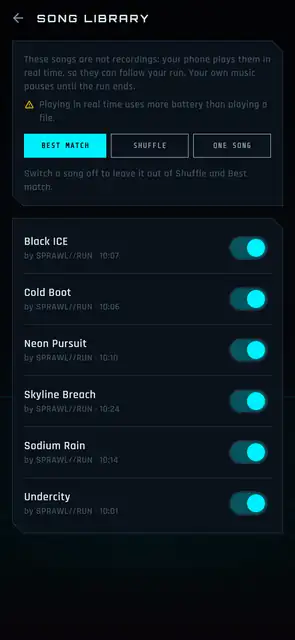 SONG LIBRARY
These songs are not recordings: your phone plays them in
real time, so they can follow your run. Your own music
pauses until the run ends.
Playing in real time uses more battery than playing a
file.
BEST MATCH
SHUFFLE
ONE SONG
Switch a song off to leave it out of Shuffle and Best
match.
Black ICE
by SPRAWL//RUN · 10:07
Cold Boot
by SPRAWL//RUN · 10:06
Neon Pursuit
by SPRAWL//RUN · 10:10
Skyline Breach
by SPRAWL//RUN · 10:24
Sodium Rain
by SPRAWL//RUN · 10:14
Undercity
by SPRAWL//RUN · 10:01